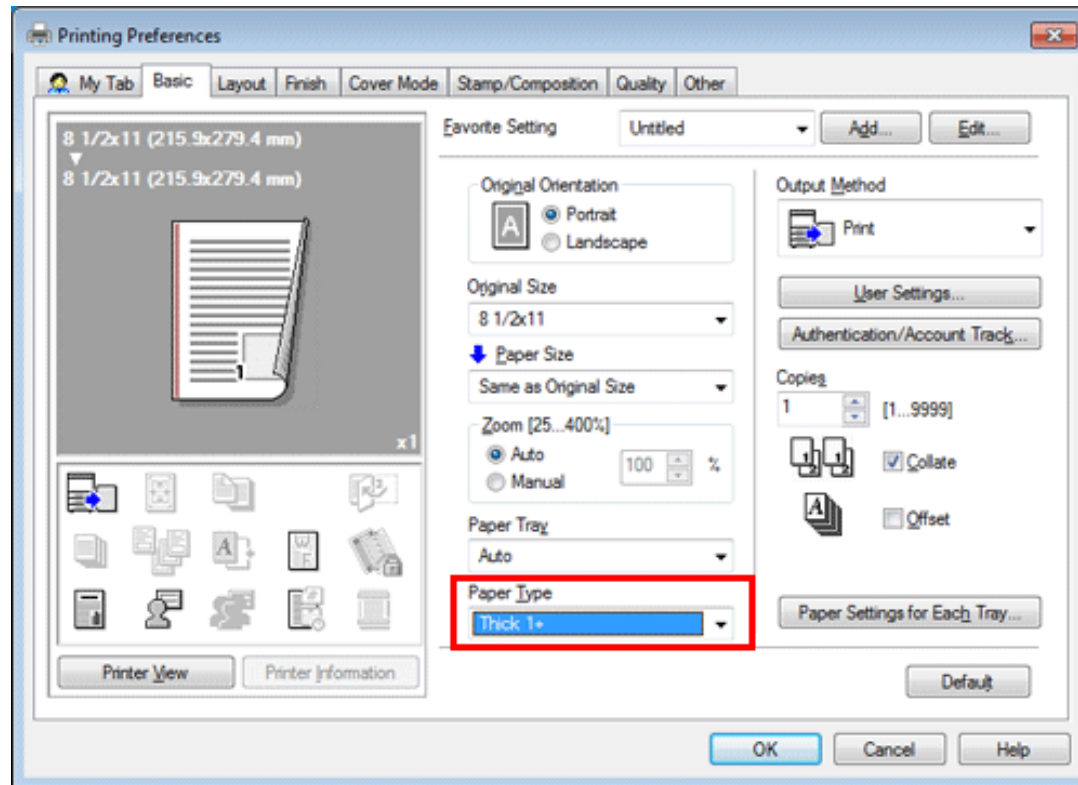 Printing Preferences
My Tab Basic Layout Finish Cover Mode Stamp/Composition Quality Other
8 1/2x11 (215.9x279.4 mm)
8 1/2x11 (215.9x279.4 mm)
1
x1
Printer View Printer Information
Favorite Setting Untitled Add... Edit...
Original Orientation
A
Portrait
Landscape
Original Size
8 1/2x11
Paper Size
Same as Original Size
Zoom [25...400%]
Auto
Manual
100 %
Paper Tray
Auto
Paper Type
Thick 1+
Output Method
Print
User Settings...
Authentication/Account Track...
Copies
1 [1...9999]
Collate
Offset
Paper Settings for Each Tray...
Default
OK Cancel Help